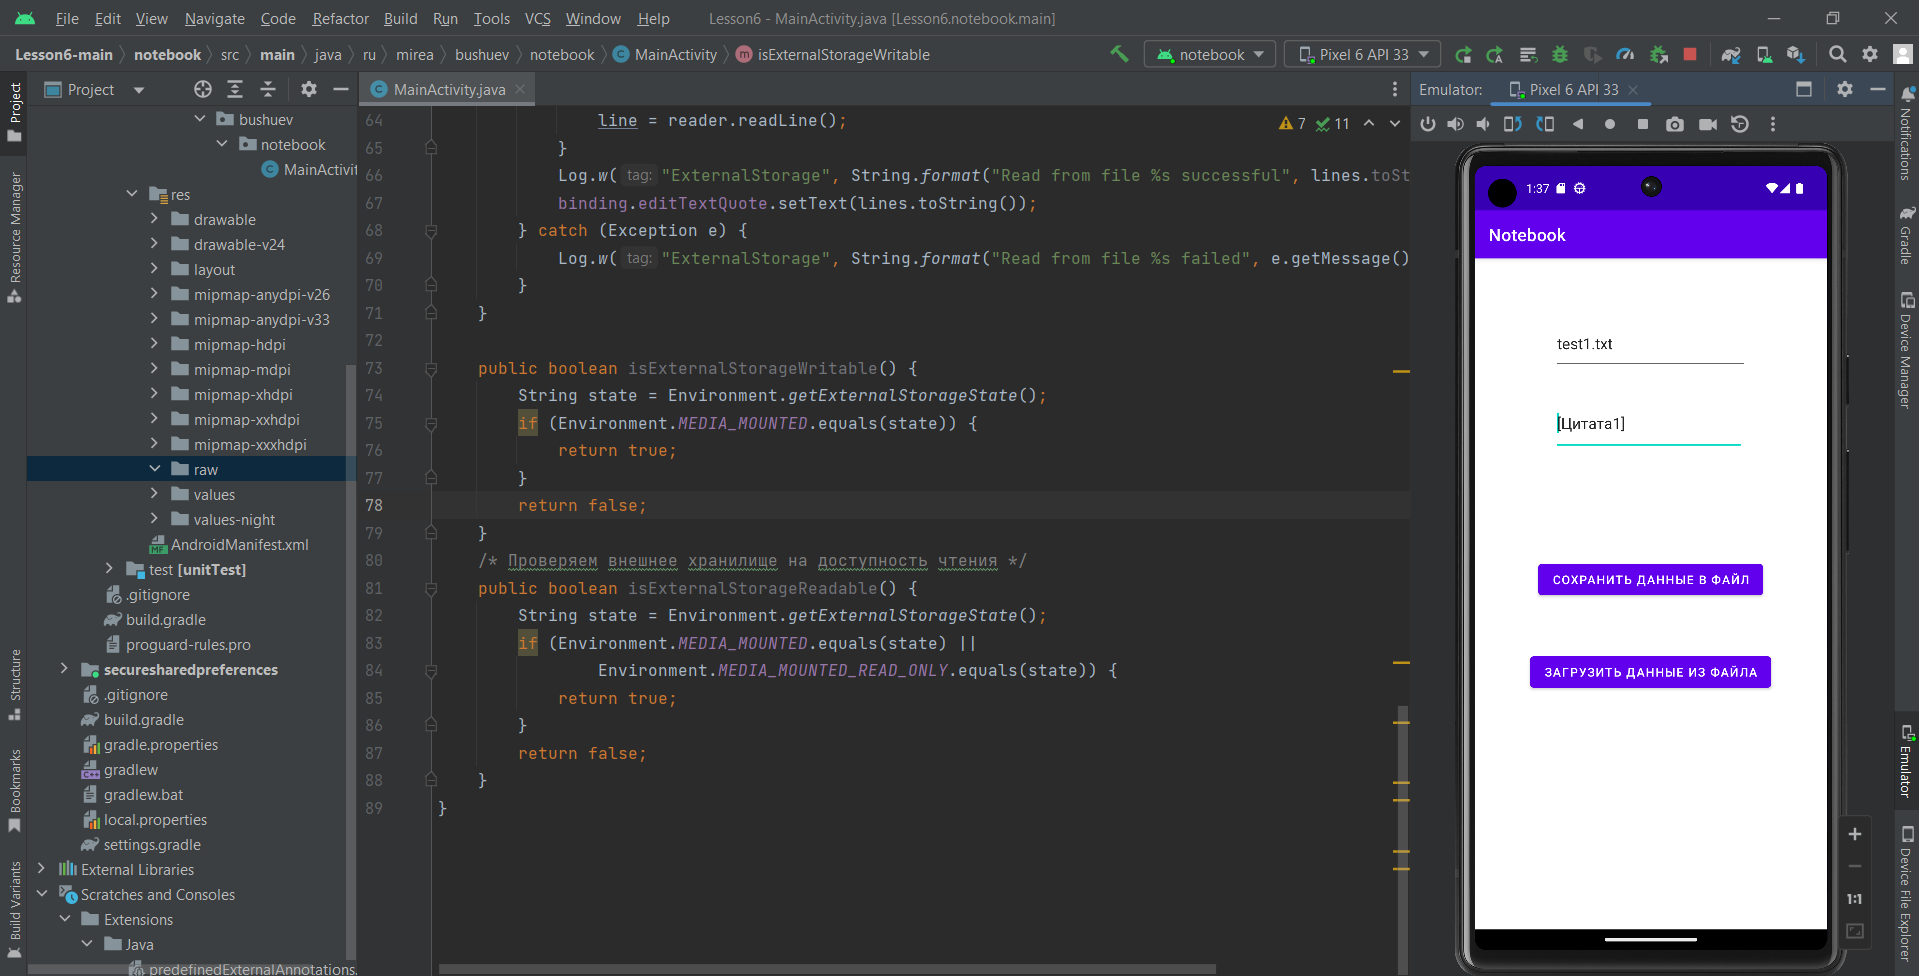 File Edit View Navigate Code Refactor Build Run Tools VCS Window Help Lesson6 - MainActivity.java [Lesson6.notebook.main]
Lesson6-main notebook src main java ru mirea bushuev notebook MainActivity isExternalStorageWritable notebook Pixel 6 API 33
Project
MainActivity.java
Emulator: Pixel 6 API 33
Project
Resource Manager
Structure
Bookmarks
Build Variants
bushuev
notebook
MainActivit
res
drawable
drawable-v24
layout
mipmap-anydpi-v26
mipmap-anydpi-v33
mipmap-hdpi
mipmap-mdpi
mipmap-xhdpi
mipmap-xxhdpi
mipmap-xxxhdpi
raw
values
values-night
AndroidManifest.xml
test [unitTest]
.gitignore
build.gradle
proguard-rules.pro
securesharedpreferences
.gitignore
build.gradle
gradle.properties
gradlew
gradlew.bat
local.properties
settings.gradle
External Libraries
Scratches and Consoles
Extensions
Java
predefinedExternalAnnotations.
7 11
64 line = reader.readLine();
65 }
66 Log.w( tag: "ExternalStorage", String.format("Read from file %s successful", lines.toSt
67 binding.editTextQuote.setText(lines.toString());
68 } catch (Exception e) {
69 Log.w( tag: "ExternalStorage", String.format("Read from file %s failed", e.getMessage()
70 }
71 }
72
73 public boolean isExternalStorageWritable() {
74 String state = Environment.getExternalStorageState();
75 if (Environment.MEDIA_MOUNTED.equals(state)) {
76 return true;
77 }
78 return false;
79 }
80 /* Проверяем внешнее хранилище на доступность чтения */
81 public boolean isExternalStorageReadable() {
82 String state = Environment.getExternalStorageState();
83 if (Environment.MEDIA_MOUNTED.equals(state) ||
84 Environment.MEDIA_MOUNTED_READ_ONLY.equals(state)) {
85 return true;
86 }
87 return false;
88 }
89 }
1:37
Notebook
test1.txt
[Цитата1]
СОХРАНИТЬ ДАННЫЕ В ФАЙЛ
ЗАГРУЗИТЬ ДАННЫЕ ИЗ ФАЙЛА
1:1
Notifications
Gradle
Device Manager
Emulator
Device File Explorer